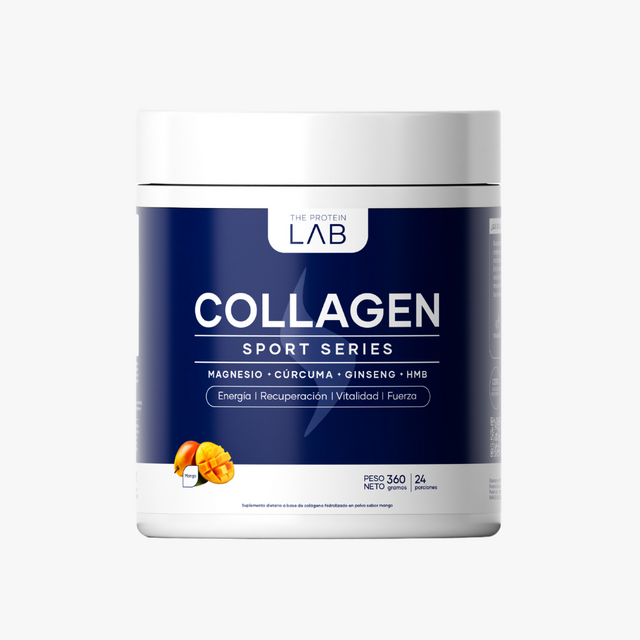 THE PROTEIN
LAB
COLLAGEN
SPORT SERIES
MAGNESIO • CÚRCUMA • GINSENG • HMB
Energía | Recuperación | Vitalidad | Fuerza
Mango
PESO NETO 360 gramos | 24 porciones
Suplemento dietario a base de colágeno hidrolizado en polvo sabor mango